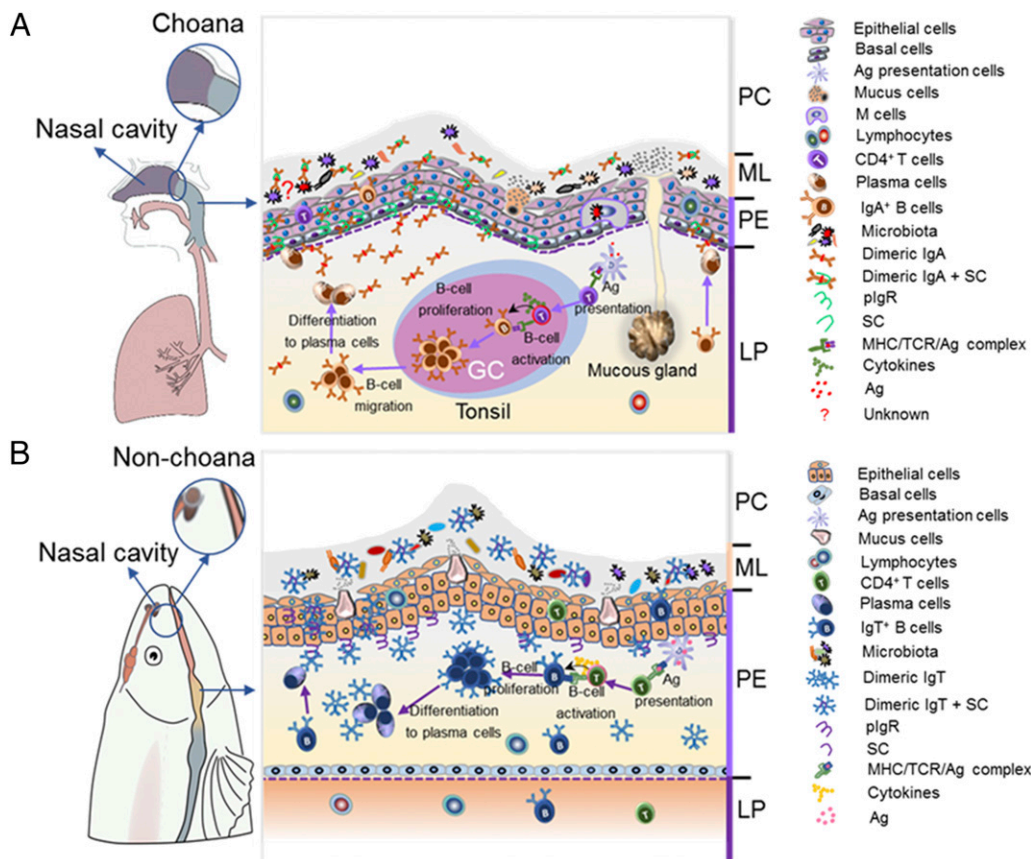 A
Choana
Nasal cavity
PC
ML
PE
LP
?
T
B
B-cell
proliferation
Ag
presentation
B-cell
activation
Differentiation
to plasma cells
GC
B-cell
migration
Tonsil
Mucous gland
Epithelial cells
Basal cells
Ag presentation cells
Mucus cells
M cells
Lymphocytes
CD4⁺ T cells
Plasma cells
IgA⁺ B cells
Microbiota
Dimeric IgA
Dimeric IgA + SC
pIgR
SC
MHC/TCR/Ag complex
Cytokines
Ag
? Unknown
B
Non-choana
Nasal cavity
PC
ML
PE
LP
T
B
B-cell
proliferation
B-cell
activation
Ag
presentation
Differentiation
to plasma cells
Epithelial cells
Basal cells
Ag presentation cells
Mucus cells
Lymphocytes
CD4⁺ T cells
Plasma cells
IgT⁺ B cells
Microbiota
Dimeric IgT
Dimeric IgT + SC
pIgR
SC
MHC/TCR/Ag complex
Cytokines
Ag